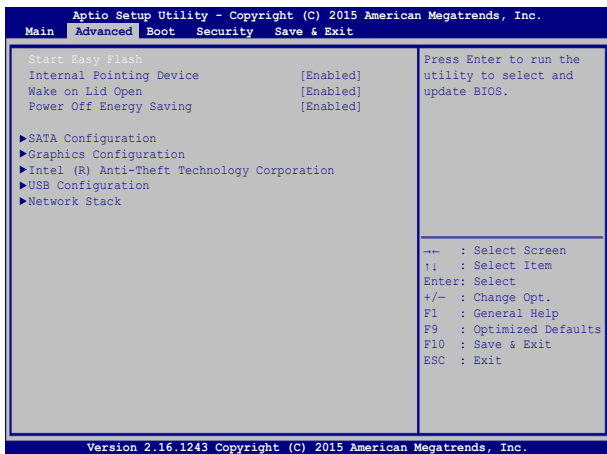 Aptio Setup Utility - Copyright (C) 2015 American Megatrends, Inc.
Main Advanced Boot Security Save & Exit
Start Easy Flash
Internal Pointing Device [Enabled]
Wake on Lid Open [Enabled]
Power Off Energy Saving [Enabled]
▶SATA Configuration
▶Graphics Configuration
▶Intel (R) Anti-Theft Technology Corporation
▶USB Configuration
▶Network Stack
Press Enter to run the
utility to select and
update BIOS.
→← : Select Screen
↑↓ : Select Item
Enter: Select
+/— : Change Opt.
F1 : General Help
F9 : Optimized Defaults
F10 : Save & Exit
ESC : Exit
Version 2.16.1243 Copyright (C) 2015 American Megatrends, Inc.